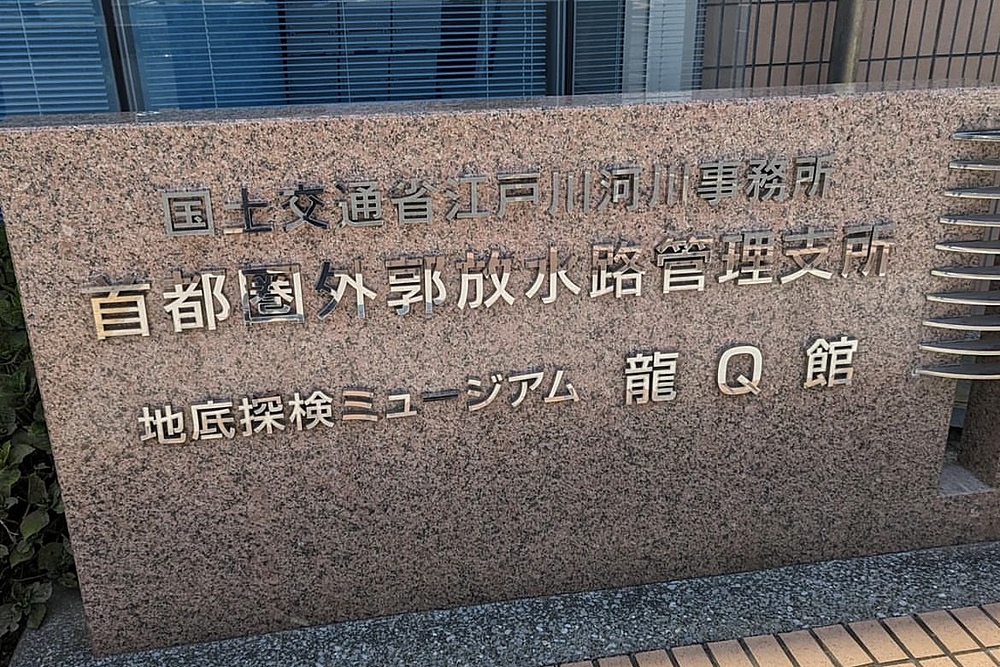 国土交通省江戸川河川事務所
首都圏外郭放水路管理支所
地底探検ミュージアム 龍Q館